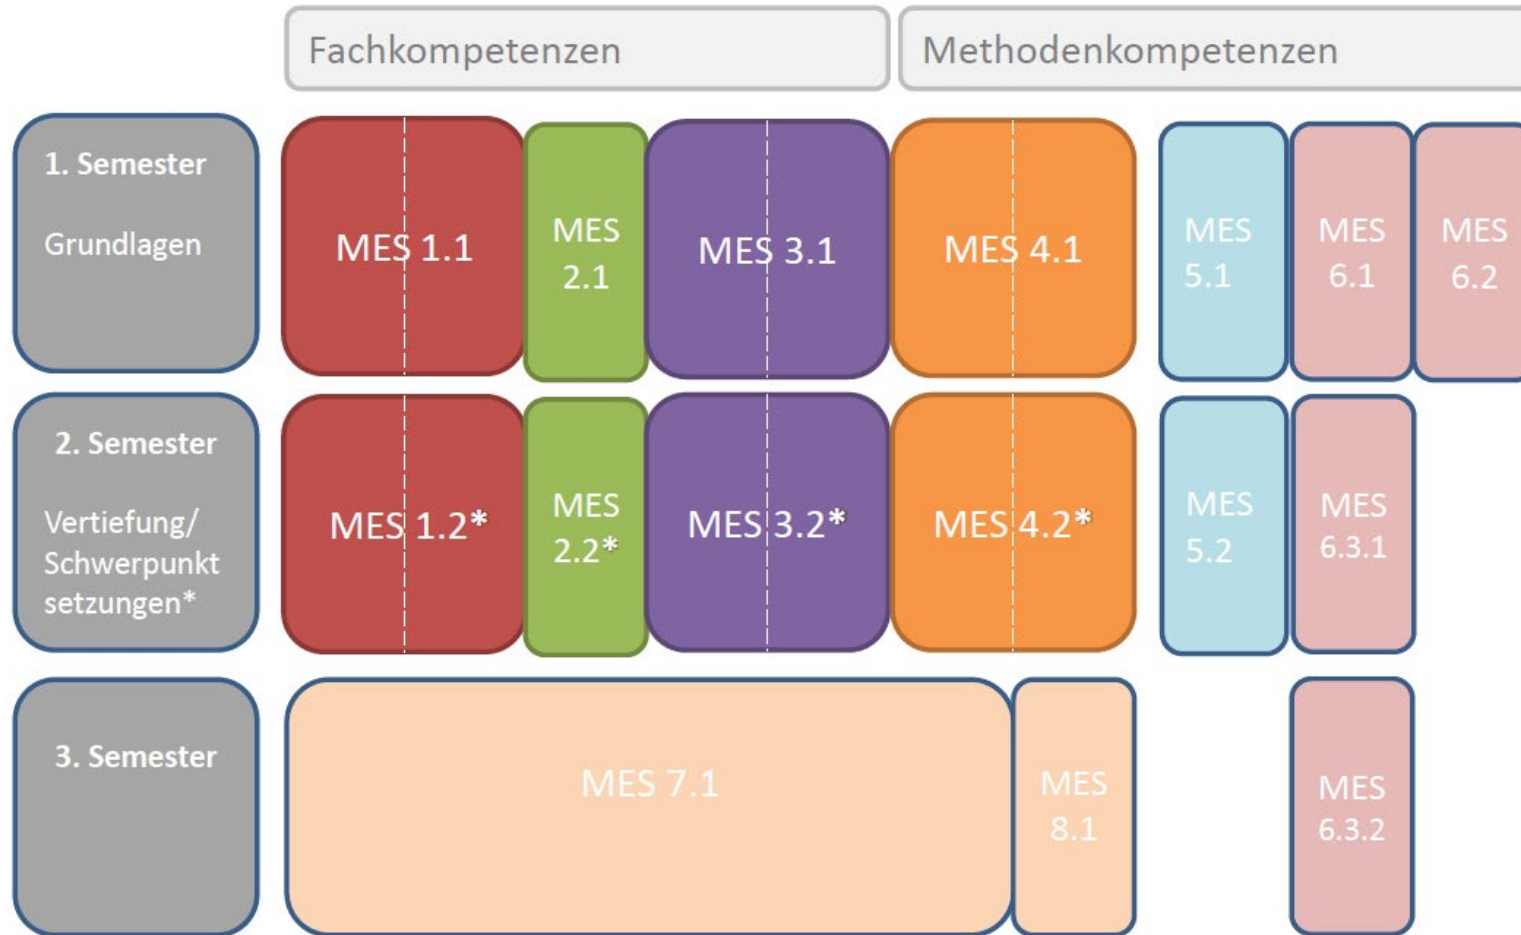 Fachkompetenzen
Methodenkompetenzen
1. Semester
Grundlagen
MES 1.1
MES
2.1
MES 3.1
MES 4.1
MES
5.1
MES
6.1
MES
6.2
2. Semester
Vertiefung/
Schwerpunkt
setzungen*
MES 1.2*
MES
2.2*
MES 3.2*
MES 4.2*
MES
5.2
MES
6.3.1
3. Semester
MES 7.1
MES
8.1
MES
6.3.2